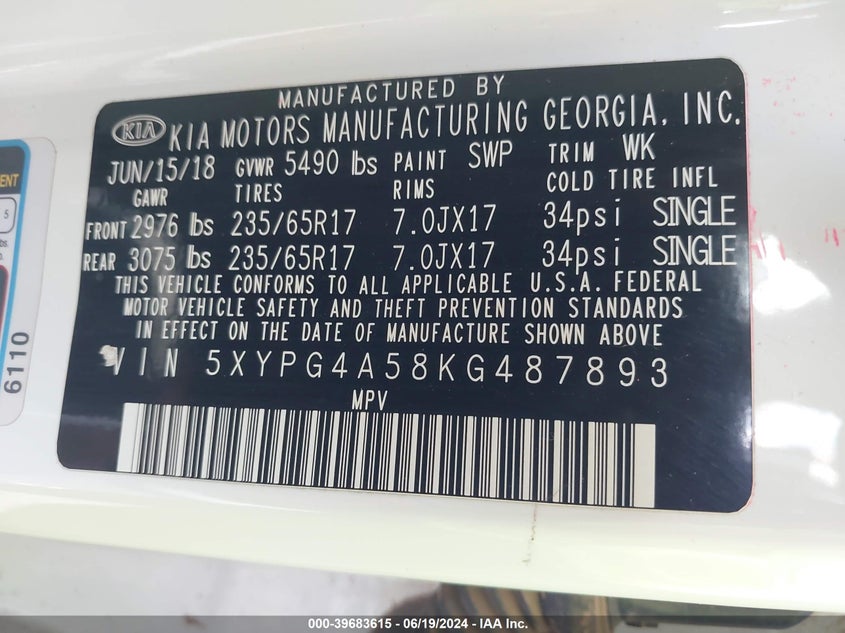 MANUFACTURED BY
KIA KIA MOTORS MANUFACTURING GEORGIA, INC.
JUN/15/18 GVWR 5490 lbs PAINT SWP TRIM WK
GAWR TIRES RIMS COLD TIRE INFL
FRONT 2976 lbs 235/65R17 7.0JX17 34psi SINGLE
REAR 3075 lbs 235/65R17 7.0JX17 34psi SINGLE
THIS VEHICLE CONFORMS TO ALL APPLICABLE U.S.A. FEDERAL
MOTOR VEHICLE SAFETY AND THEFT PREVENTION STANDARDS
IN EFFECT ON THE DATE OF MANUFACTURE SHOWN ABOVE
VIN 5XYPG4A58KG487893
MPV
5
6110
000-39683615 - 06/19/2024 - IAA Inc.